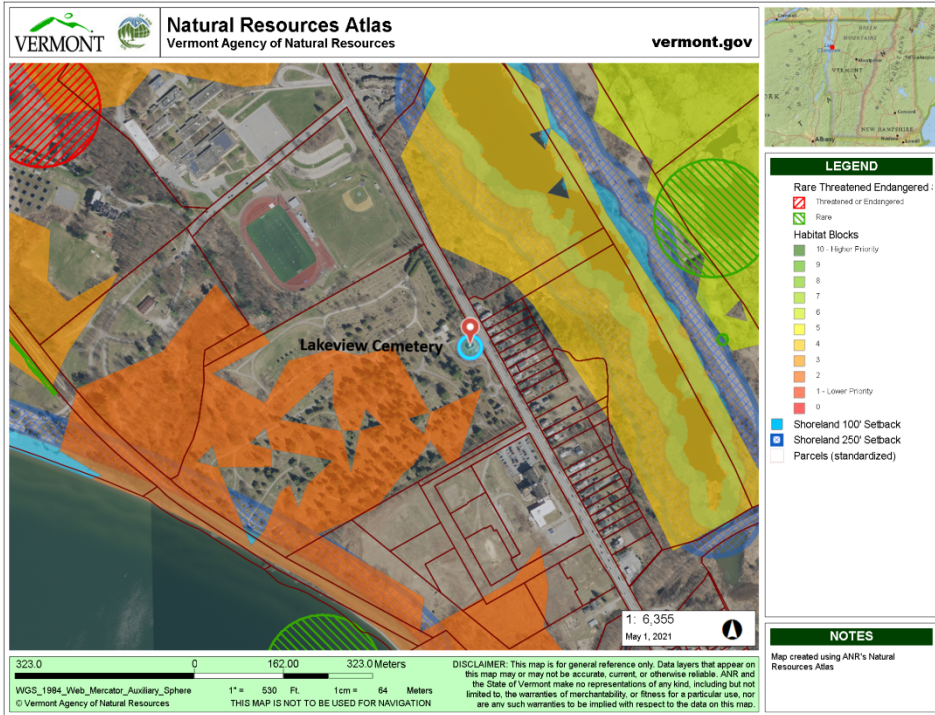 VERMONT
Natural Resources Atlas
Vermont Agency of Natural Resources
vermont.gov
Lakeview Cemetery
1: 6,355
May 1, 2021
VERMONT
NEW HAMPSHIRE
Albany
LEGEND
Rare Threatened Endangered
Threatened or Endangered
Rare
Habitat Blocks
10 - Higher Priority
9
8
7
6
5
4
3
2
1 - Lower Priority
0
Shoreland 100' Setback
Shoreland 250' Setback
Parcels (standardized)
NOTES
Map created using ANR's Natural
Resources Atlas
323.0 0 162.00 323.0 Meters
WGS_1984_Web_Mercator_Auxiliary_Sphere 1" = 530 Ft. 1cm = 64 Meters
© Vermont Agency of Natural Resources THIS MAP IS NOT TO BE USED FOR NAVIGATION
DISCLAIMER: This map is for general reference only. Data layers that appear on
this map may or may not be accurate, current, or otherwise reliable. ANR and
the State of Vermont make no representations of any kind, including but not
limited to, the warranties of merchantability, or fitness for a particular use, nor
are any such warranties to be implied with respect to the data on this map.